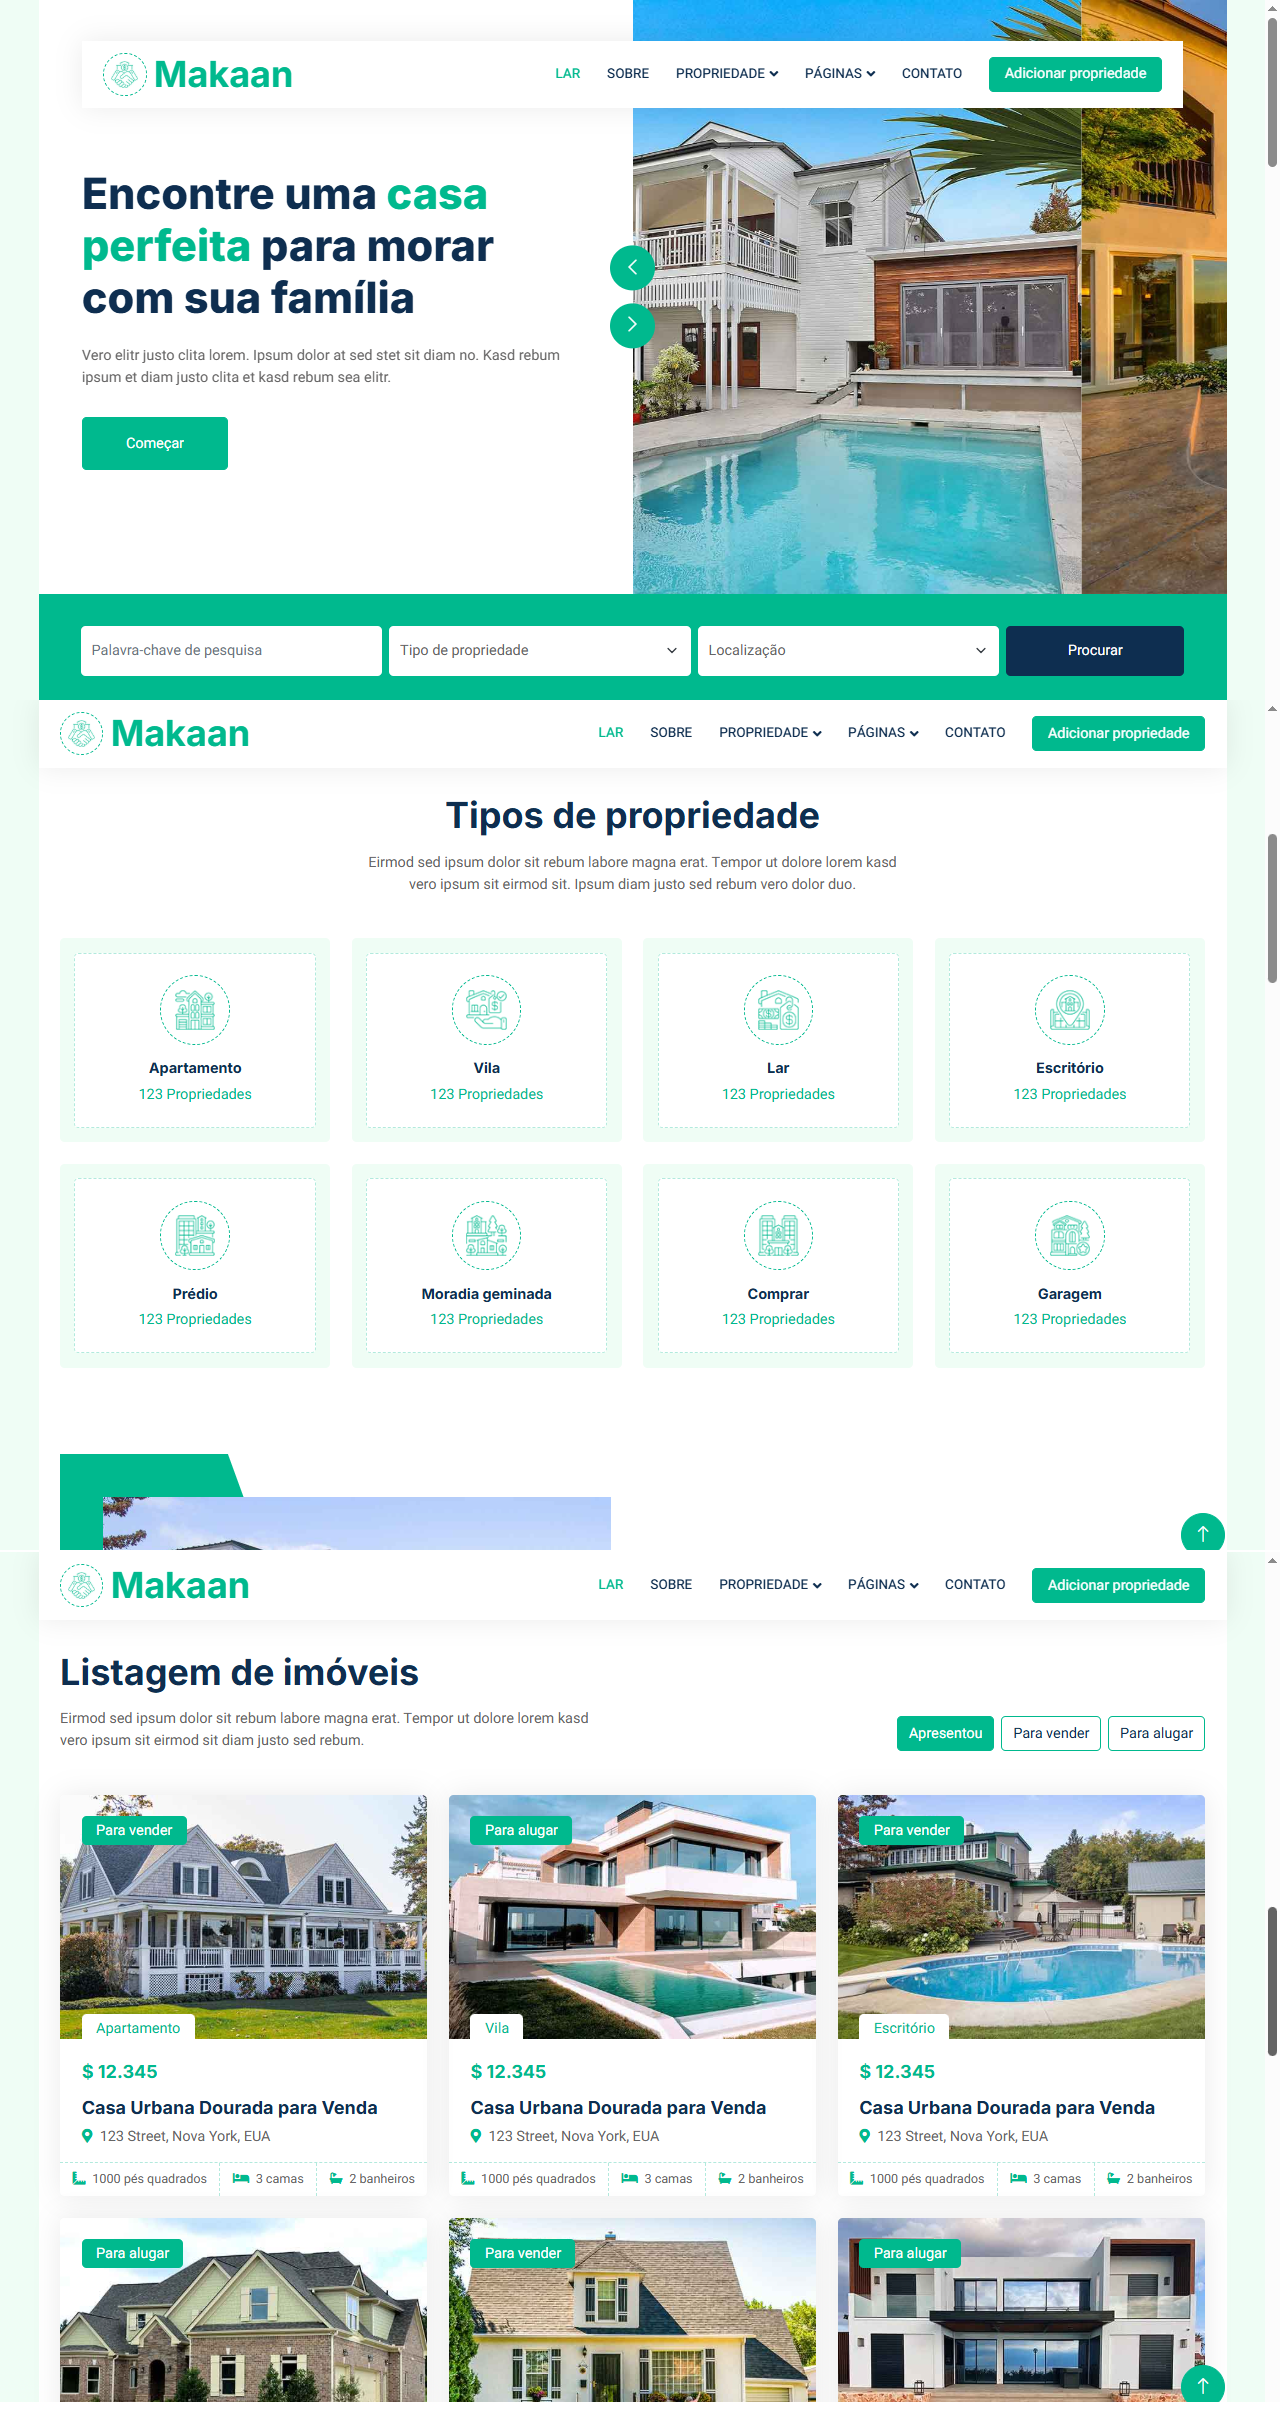 Makaan
LAR SOBRE PROPRIEDADE PÁGINAS CONTATO Adicionar propriedade
Encontre uma casa
perfeita para morar
com sua família
Vero elitr justo clita lorem. Ipsum dolor at sed stet sit diam no. Kasd rebum
ipsum et diam justo clita et kasd rebum sea elitr.
Começar
Palavra-chave de pesquisa Tipo de propriedade Localização Procurar
Makaan
LAR SOBRE PROPRIEDADE PÁGINAS CONTATO Adicionar propriedade
Tipos de propriedade
Eirmod sed ipsum dolor sit rebum labore magna erat. Tempor ut dolore lorem kasd
vero ipsum sit eirmod sit. Ipsum diam justo sed rebum vero dolor duo.
Apartamento Vila Lar Escritório
123 Propriedades 123 Propriedades 123 Propriedades 123 Propriedades
Prédio Moradia geminada Comprar Garagem
123 Propriedades 123 Propriedades 123 Propriedades 123 Propriedades
Makaan
LAR SOBRE PROPRIEDADE PÁGINAS CONTATO Adicionar propriedade
Listagem de imóveis
Eirmod sed ipsum dolor sit rebum labore magna erat. Tempor ut dolore lorem kasd
vero ipsum sit eirmod sit diam justo sed rebum.
Apresentou Para vender Para alugar
Para vender Para alugar Para vender
Apartamento Vila Escritório
$ 12.345 $ 12.345 $ 12.345
Casa Urbana Dourada para Venda Casa Urbana Dourada para Venda Casa Urbana Dourada para Venda
123 Street, Nova York, EUA 123 Street, Nova York, EUA 123 Street, Nova York, EUA
1000 pés quadrados 3 camas 2 banheiros 1000 pés quadrados 3 camas 2 banheiros 1000 pés quadrados 3 camas 2 banheiros
Para alugar Para vender Para alugar